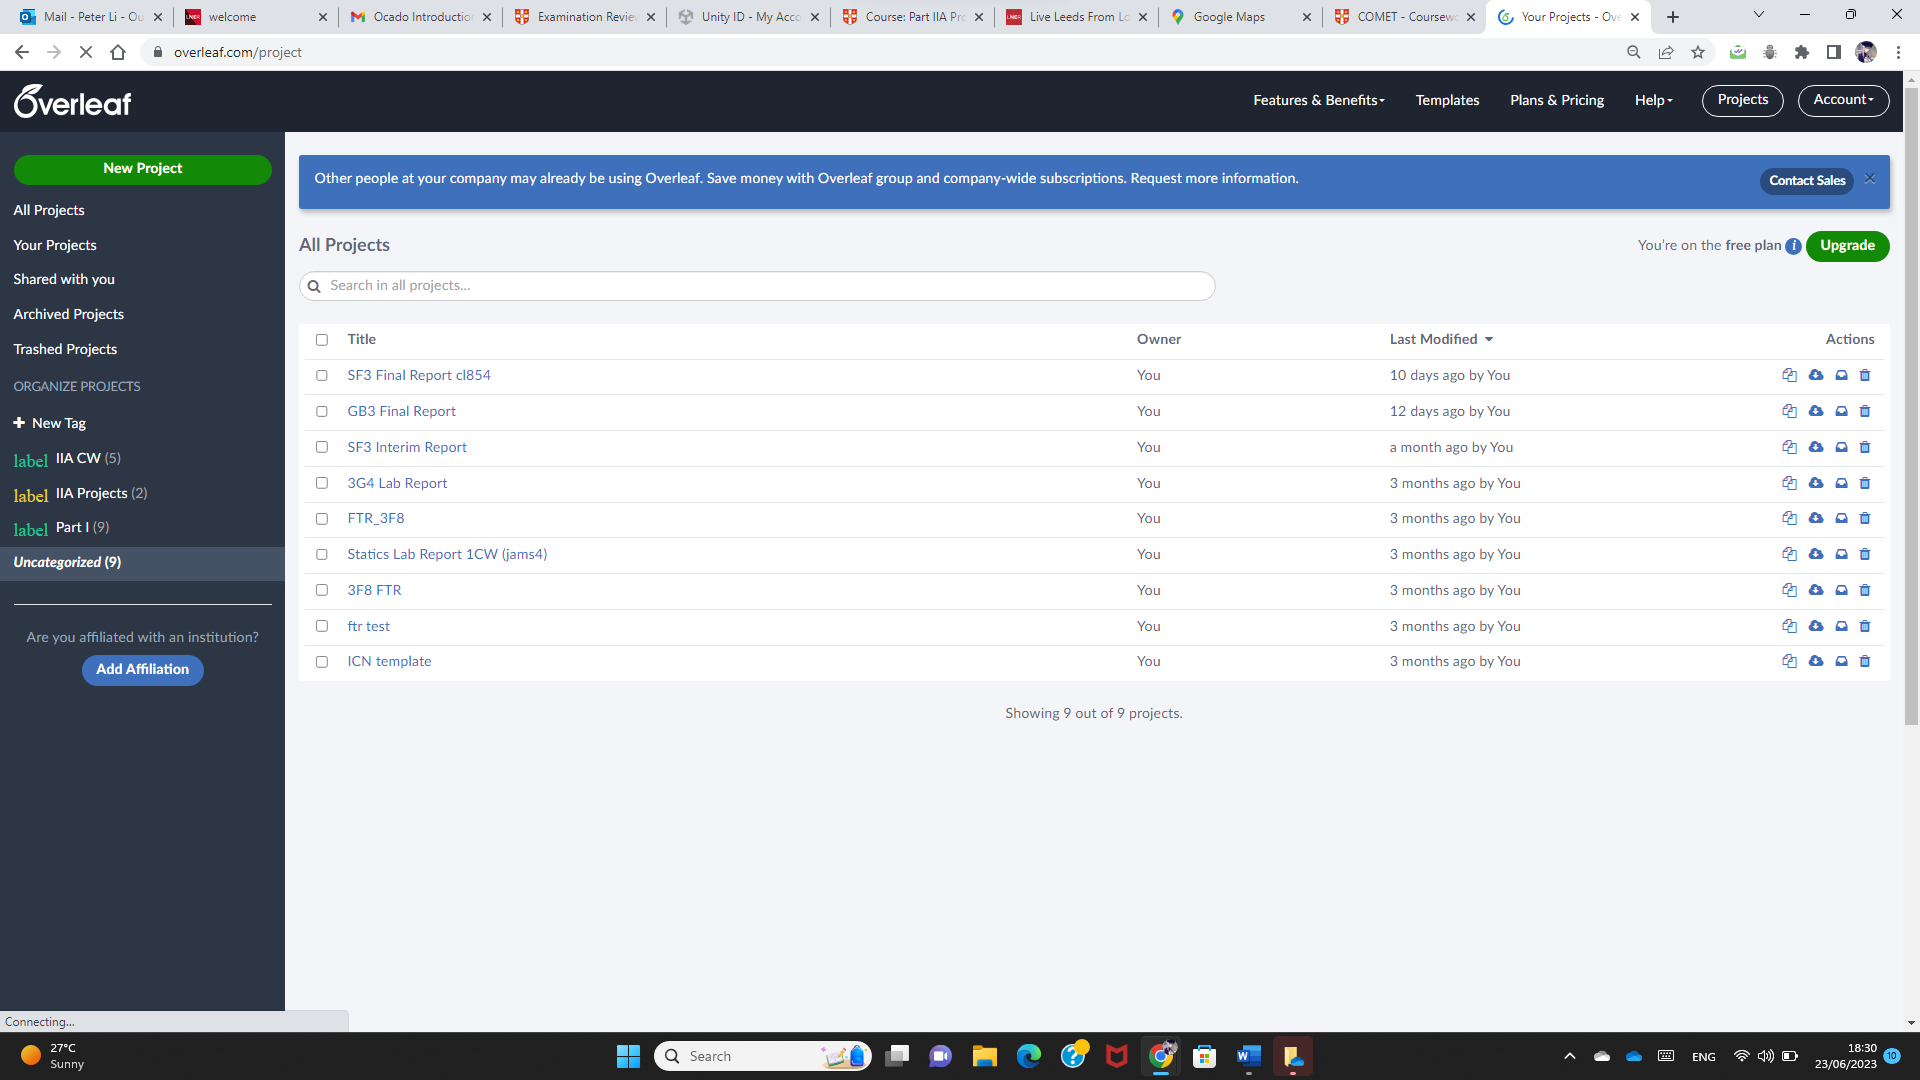 Mail - Peter Li - Ou
welcome
Ocado Introduction
Examination Review
Unity ID - My Acco
Course: Part IIA Pro
Live Leeds From Lo
Google Maps
COMET - Coursewo
Your Projects - Ove
overleaf.com/project
Overleaf
Features & Benefits
Templates
Plans & Pricing
Help
Projects
Account
New Project
All Projects
Your Projects
Shared with you
Archived Projects
Trashed Projects
ORGANIZE PROJECTS
New Tag
label IIA CW (5)
label IIA Projects (2)
label Part I (9)
Uncategorized (9)
Are you affiliated with an institution?
Add Affiliation
Other people at your company may already be using Overleaf. Save money with Overleaf group and company-wide subscriptions. Request more information.
Contact Sales
All Projects
You're on the free plan i
Upgrade
Search in all projects...
Title Owner Last Modified Actions
SF3 Final Report cl854 You 10 days ago by You
GB3 Final Report You 12 days ago by You
SF3 Interim Report You a month ago by You
3G4 Lab Report You 3 months ago by You
FTR_3F8 You 3 months ago by You
Statics Lab Report 1CW (jams4) You 3 months ago by You
3F8 FTR You 3 months ago by You
ftr test You 3 months ago by You
ICN template You 3 months ago by You
Showing 9 out of 9 projects.
Connecting...
27°C
Sunny
Search
ENG
18:30
23/06/2023
10